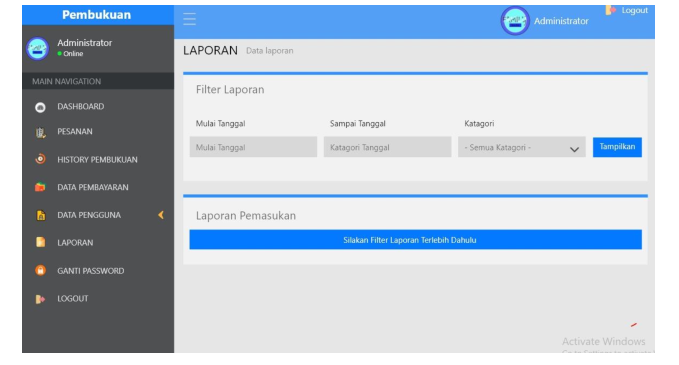 Pembukuan
Logout
Administrator
Administrator
Online
LAPORAN Data laporan
MAIN NAVIGATION
DASHBOARD
PESANAN
HISTORY PEMBUKUAN
DATA PEMBAYARAN
DATA PENGGUNA
LAPORAN
GANTI PASSWORD
LOGOUT
Filter Laporan
Mulai Tanggal Sampai Tanggal Katagori
Mulai Tanggal Katagori Tanggal - Semua Katagori - Tampilkan
Laporan Pemasukan
Silakan Filter Laporan Terlebih Dahulu
Activate Windows